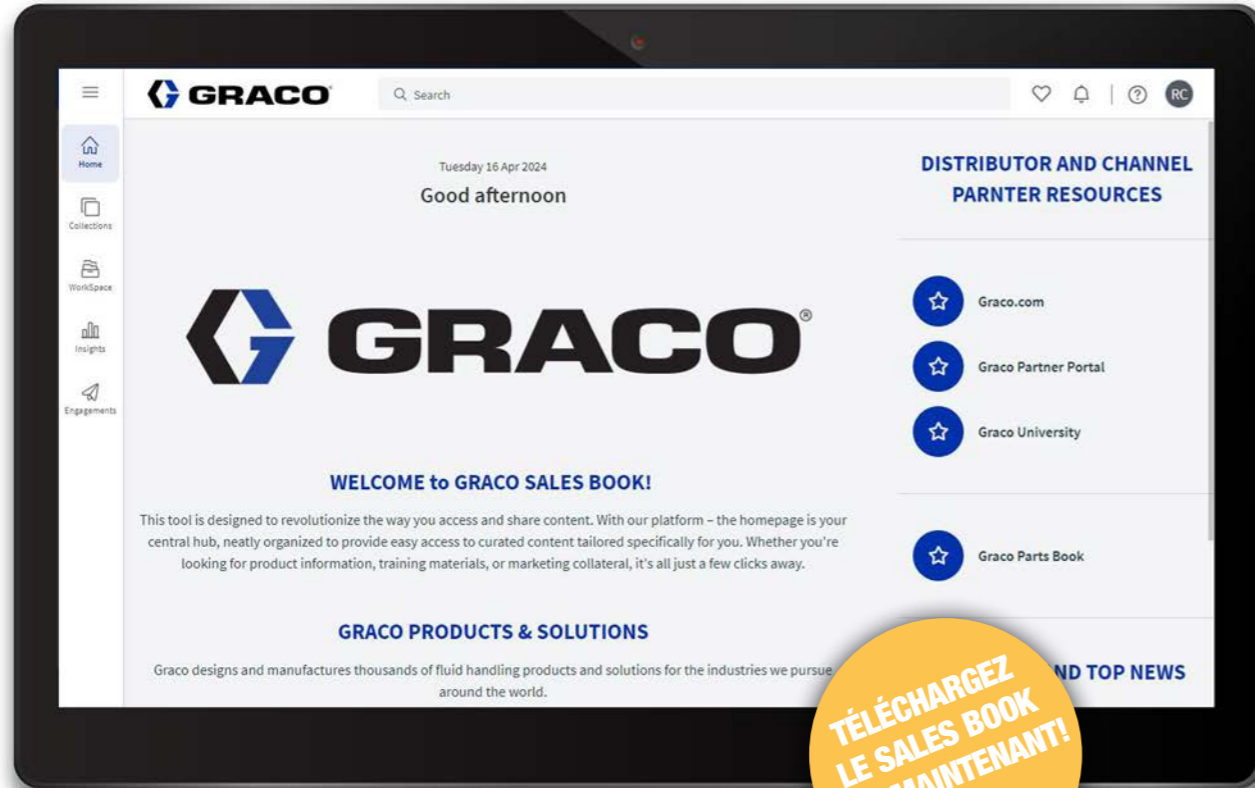 GRACO
Search
RC
Home
Collections
WorkSpace
Insights
Engagements
Tuesday 16 Apr 2024
Good afternoon
GRACO®
WELCOME to GRACO SALES BOOK!
This tool is designed to revolutionize the way you access and share content. With our platform – the homepage is your
central hub, neatly organized to provide easy access to curated content tailored specifically for you. Whether you're
looking for product information, training materials, or marketing collateral, it's all just a few clicks away.
GRACO PRODUCTS & SOLUTIONS
Graco designs and manufactures thousands of fluid handling products and solutions for the industries we pursue
around the world.
DISTRIBUTOR AND CHANNEL
PARNTER RESOURCES
Graco.com
Graco Partner Portal
Graco University
Graco Parts Book
ND TOP NEWS
TÉLÉCHARGEZ
LE SALES BOOK
MAINTENANT!